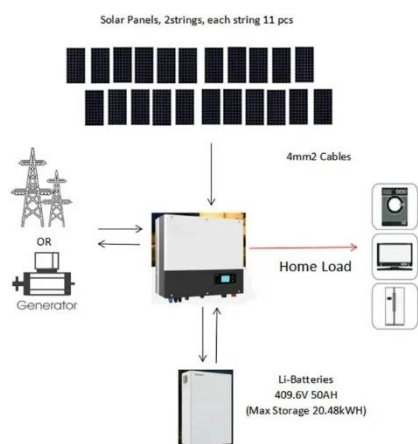 Solar Panels, 2strings, each string 11 pcs
4mm2 Cables
OR
Generator
Home Load
Li-Batteries
409.6V 50AH
(Max Storage 20.48kWH)